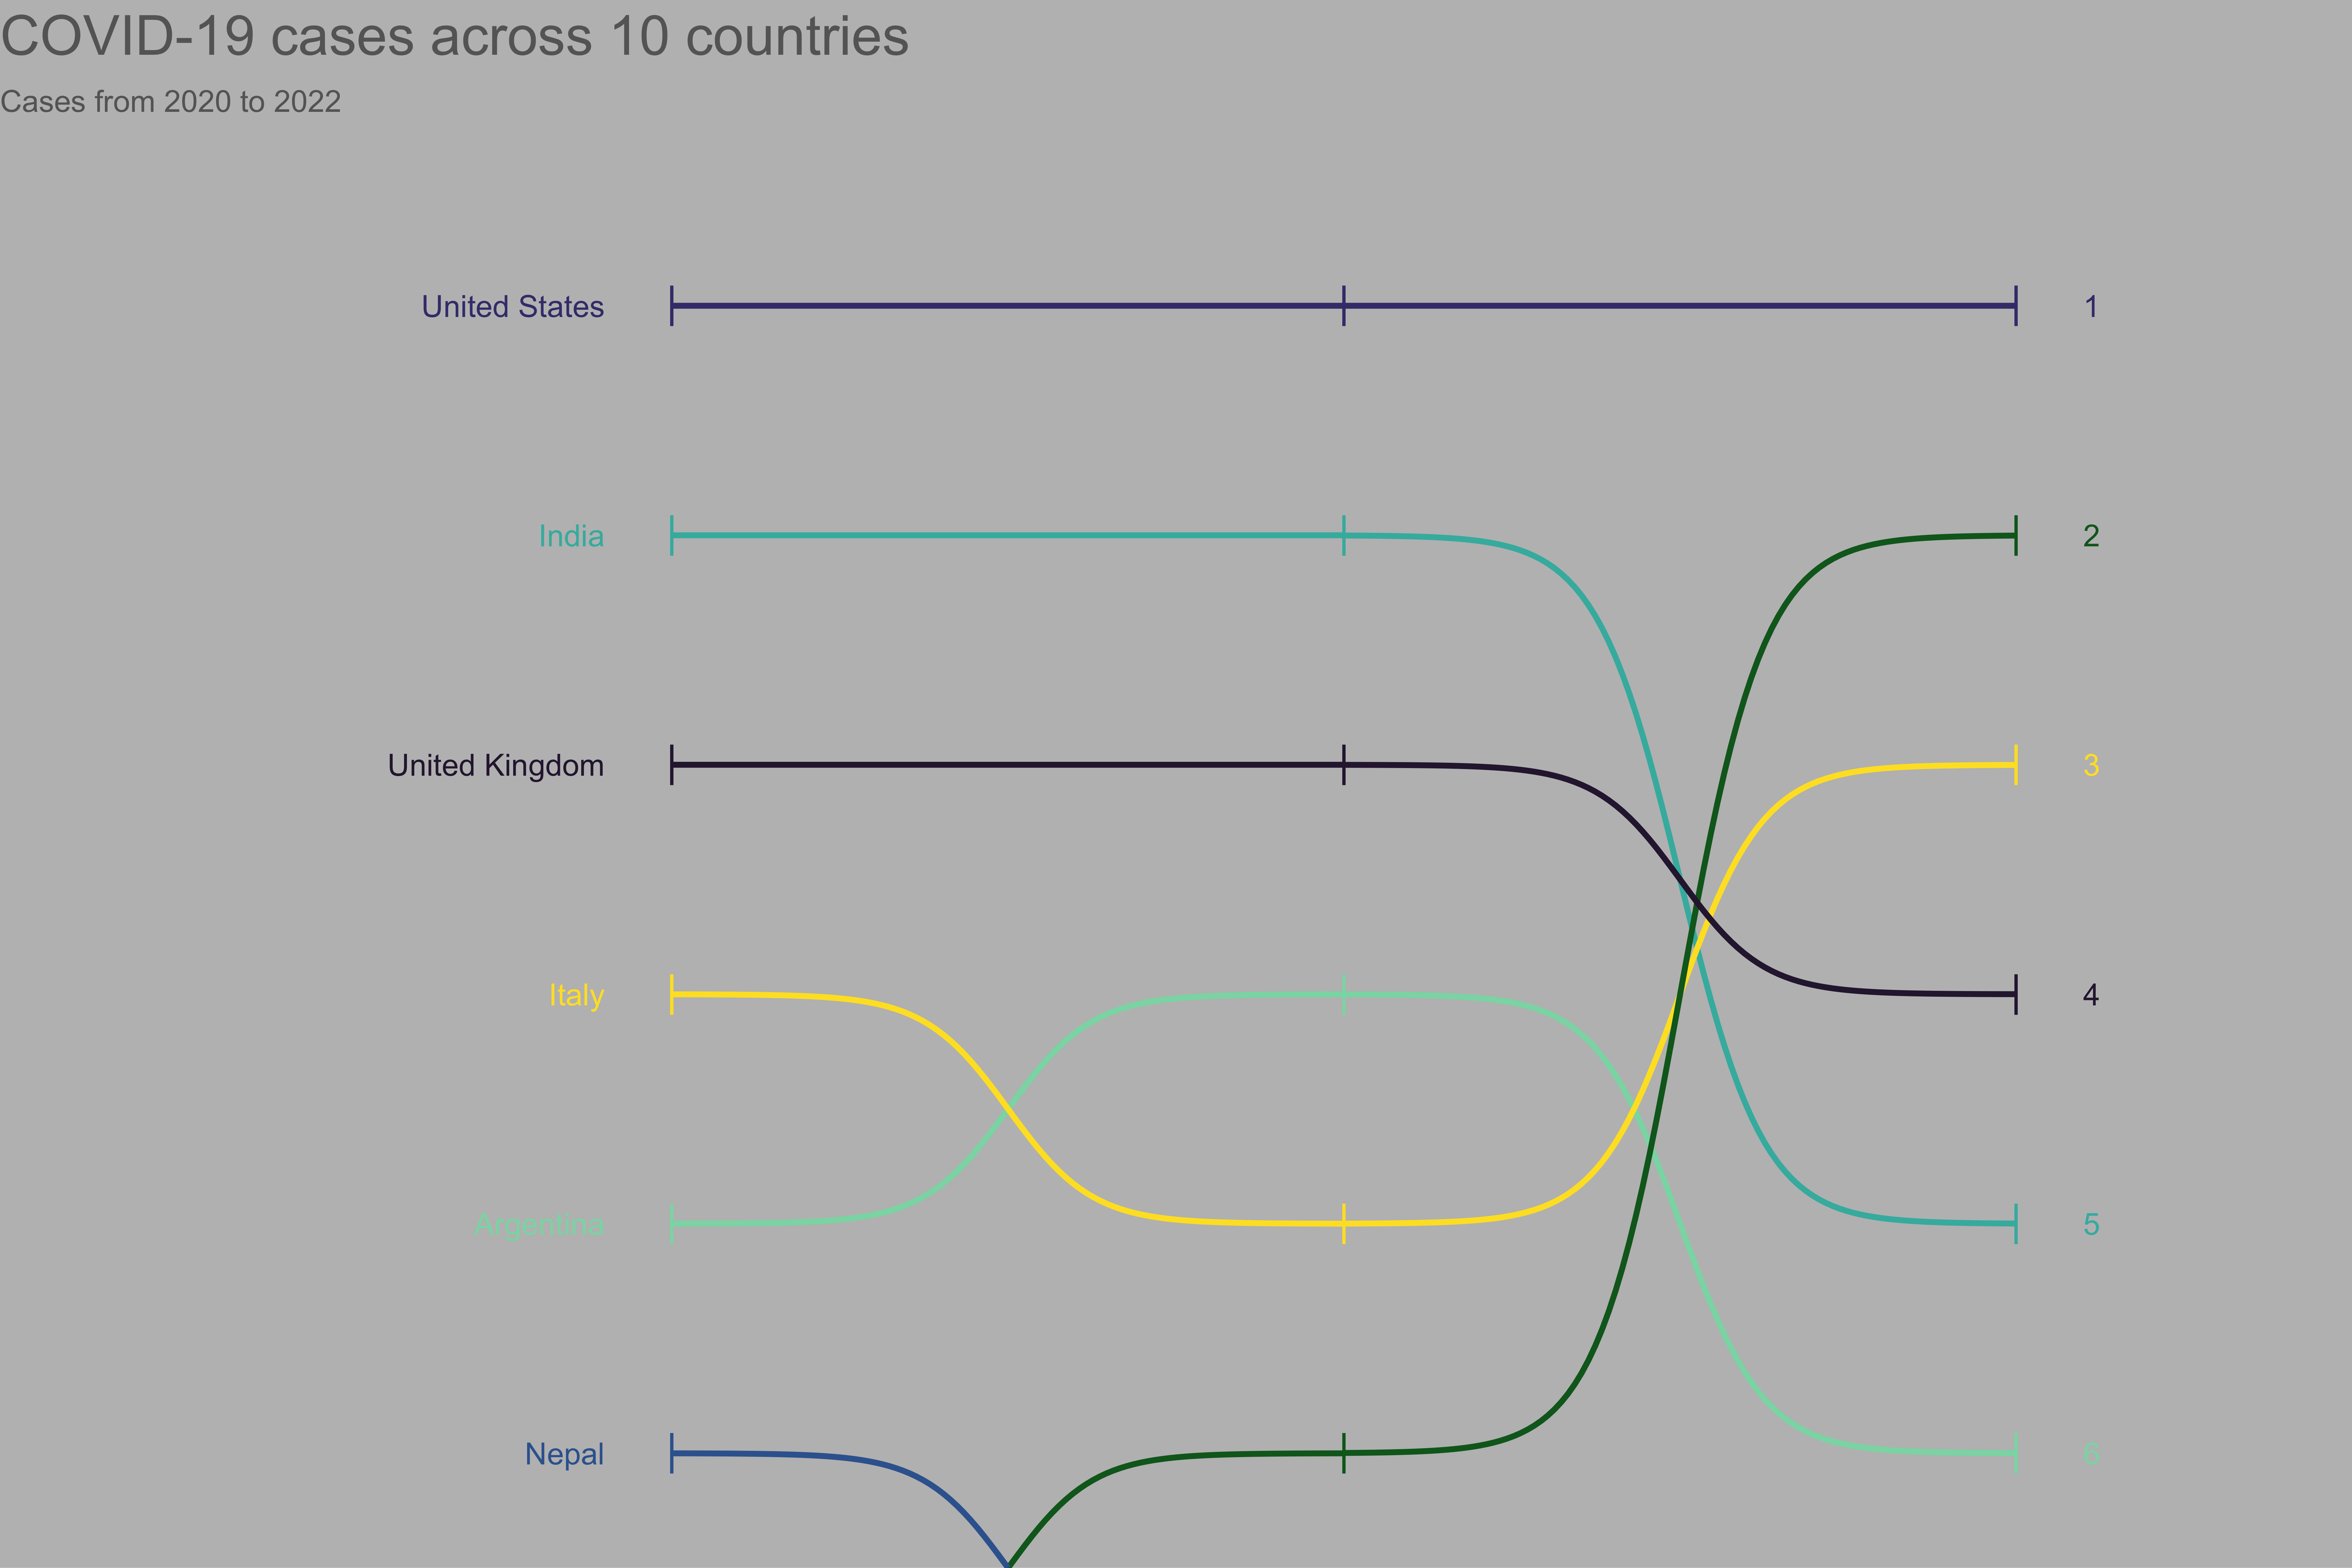 COVID-19 cases across 10 countries
Cases from 2020 to 2022
United States 1
India 2
United Kingdom 3
Italy 4
Argentina 5
Nepal 6